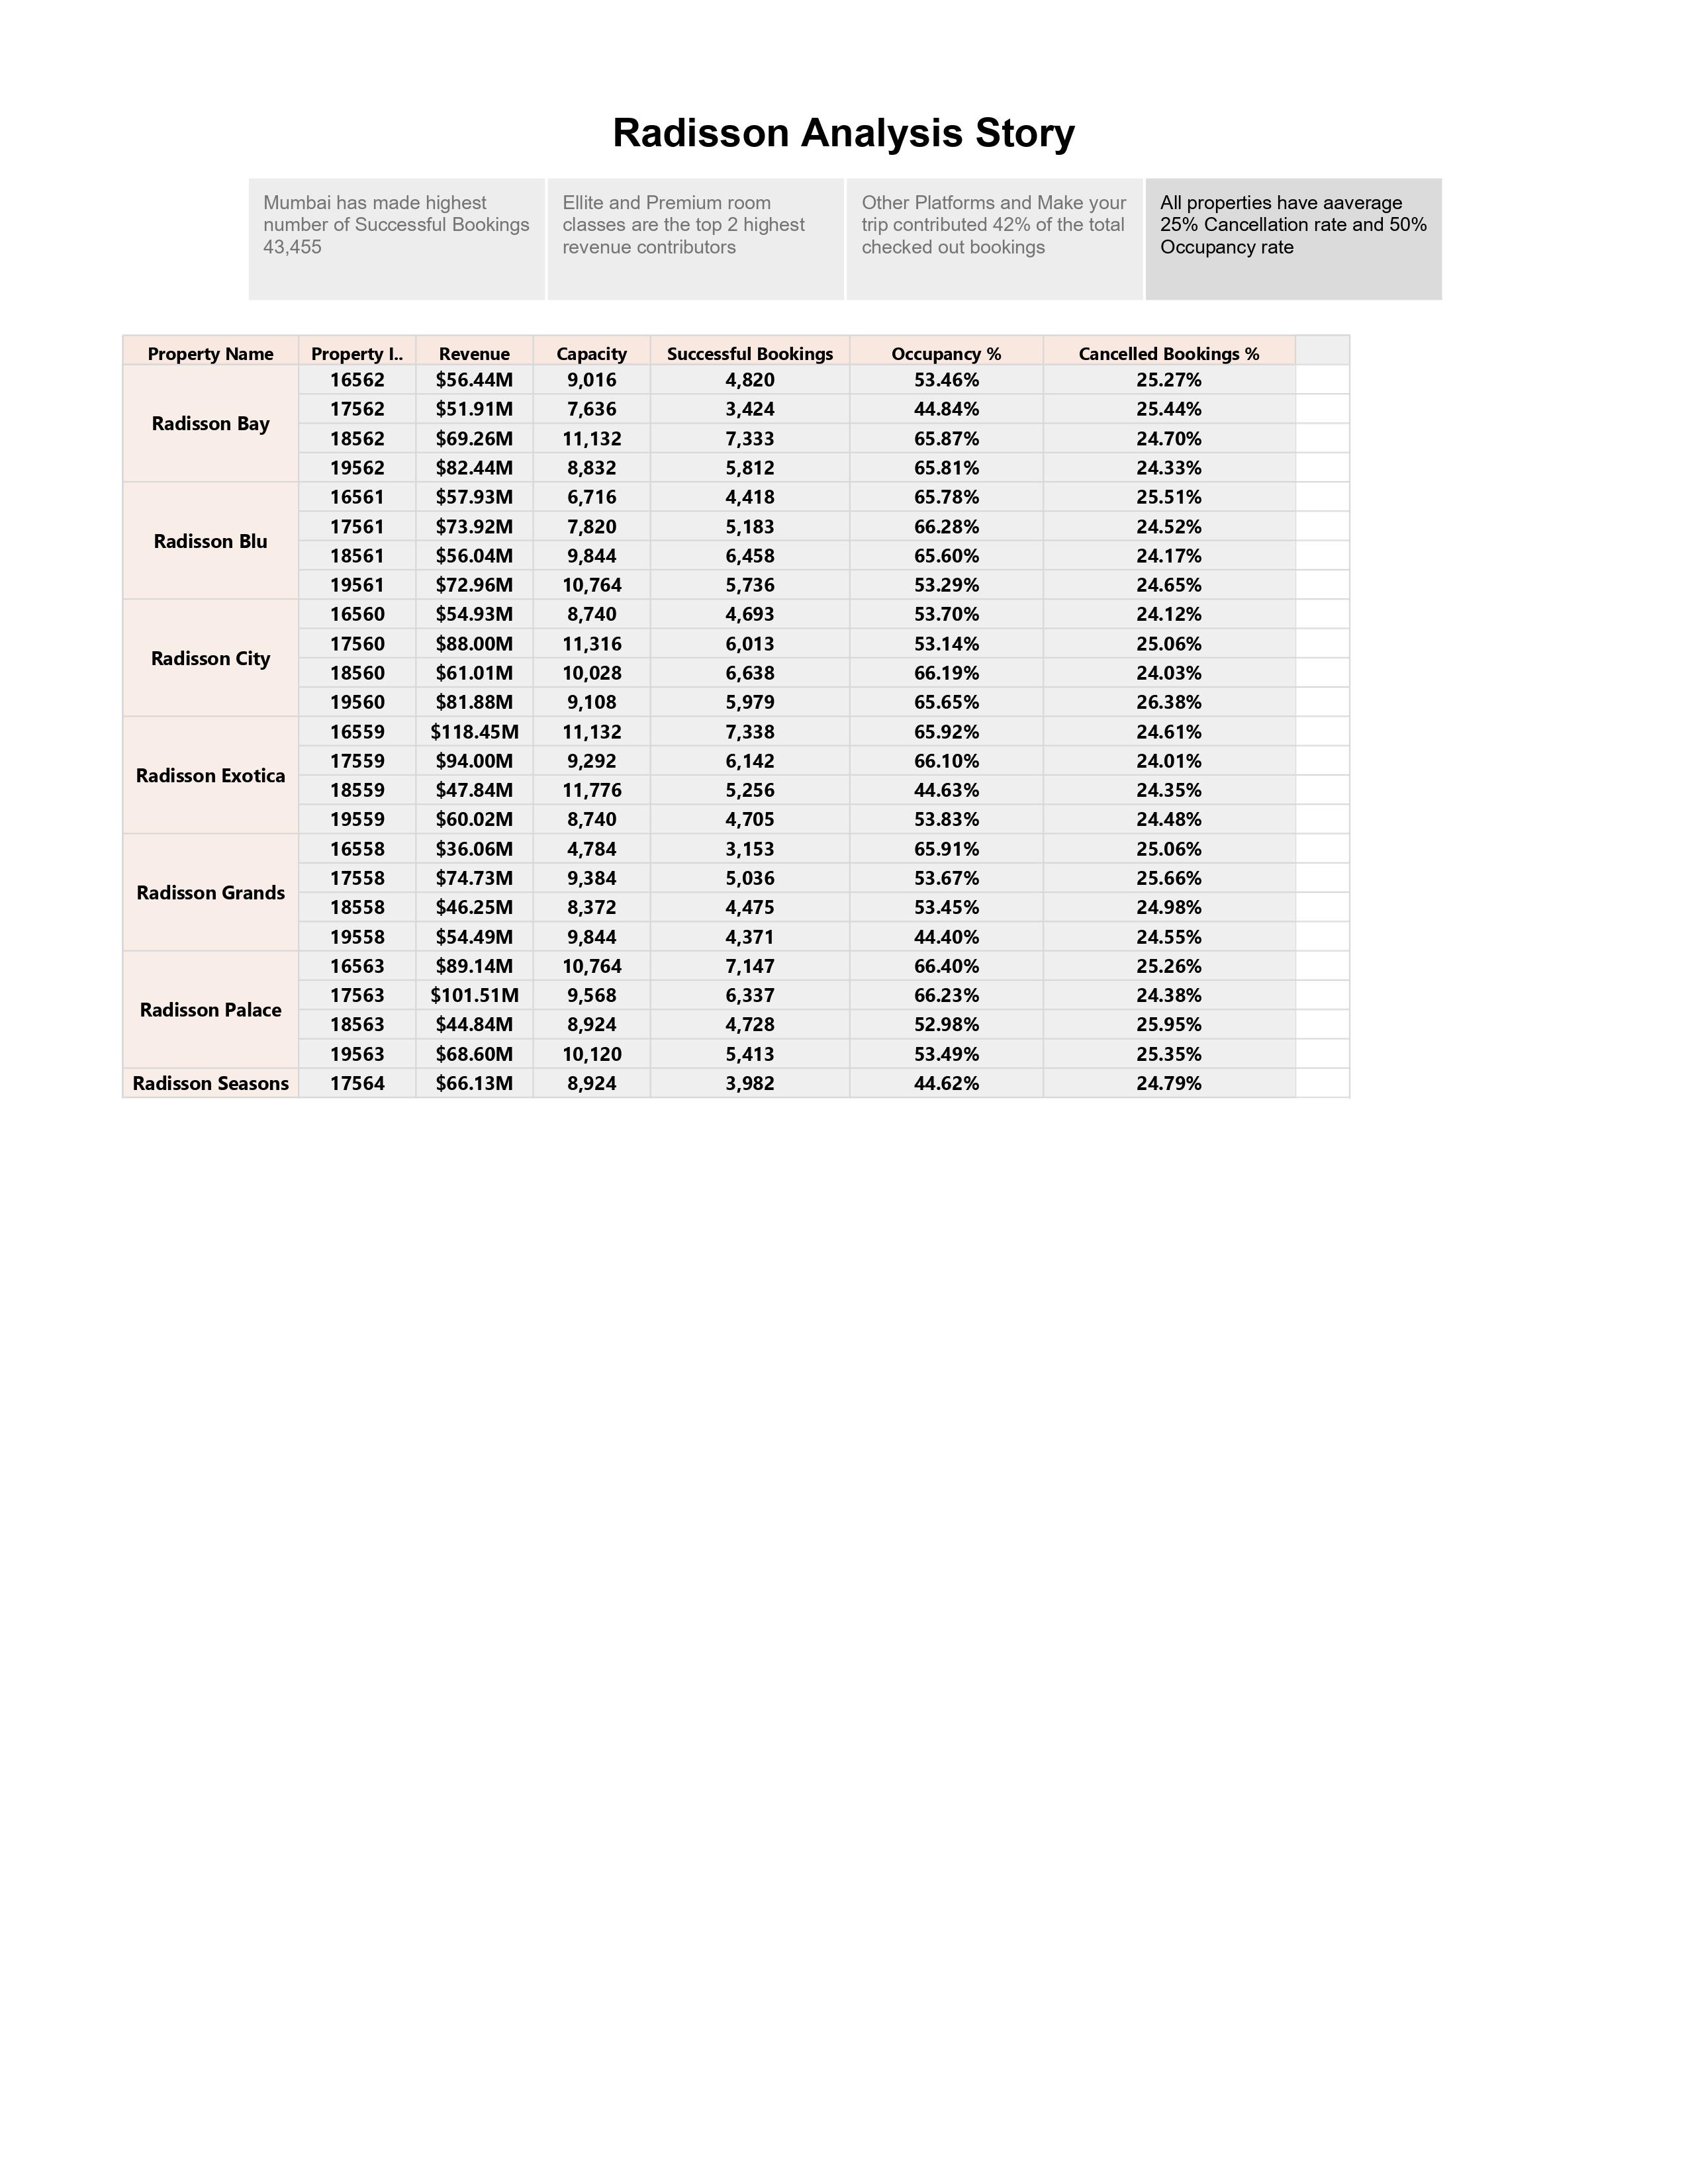 Radisson Analysis Story
Mumbai has made highest
number of Successful Bookings
43,455
Ellite and Premium room
classes are the top 2 highest
revenue contributors
Other Platforms and Make your
trip contributed 42% of the total
checked out bookings
All properties have aaverage
25% Cancellation rate and 50%
Occupancy rate
Property Name Property I.. Revenue Capacity Successful Bookings Occupancy % Cancelled Bookings %
Radisson Bay
16562 $56.44M 9,016 4,820 53.46% 25.27%
17562 $51.91M 7,636 3,424 44.84% 25.44%
18562 $69.26M 11,132 7,333 65.87% 24.70%
19562 $82.44M 8,832 5,812 65.81% 24.33%
Radisson Blu
16561 $57.93M 6,716 4,418 65.78% 25.51%
17561 $73.92M 7,820 5,183 66.28% 24.52%
18561 $56.04M 9,844 6,458 65.60% 24.17%
19561 $72.96M 10,764 5,736 53.29% 24.65%
Radisson City
16560 $54.93M 8,740 4,693 53.70% 24.12%
17560 $88.00M 11,316 6,013 53.14% 25.06%
18560 $61.01M 10,028 6,638 66.19% 24.03%
19560 $81.88M 9,108 5,979 65.65% 26.38%
Radisson Exotica
16559 $118.45M 11,132 7,338 65.92% 24.61%
17559 $94.00M 9,292 6,142 66.10% 24.01%
18559 $47.84M 11,776 5,256 44.63% 24.35%
19559 $60.02M 8,740 4,705 53.83% 24.48%
Radisson Grands
16558 $36.06M 4,784 3,153 65.91% 25.06%
17558 $74.73M 9,384 5,036 53.67% 25.66%
18558 $46.25M 8,372 4,475 53.45% 24.98%
19558 $54.49M 9,844 4,371 44.40% 24.55%
Radisson Palace
16563 $89.14M 10,764 7,147 66.40% 25.26%
17563 $101.51M 9,568 6,337 66.23% 24.38%
18563 $44.84M 8,924 4,728 52.98% 25.95%
19563 $68.60M 10,120 5,413 53.49% 25.35%
Radisson Seasons 17564 $66.13M 8,924 3,982 44.62% 24.79%